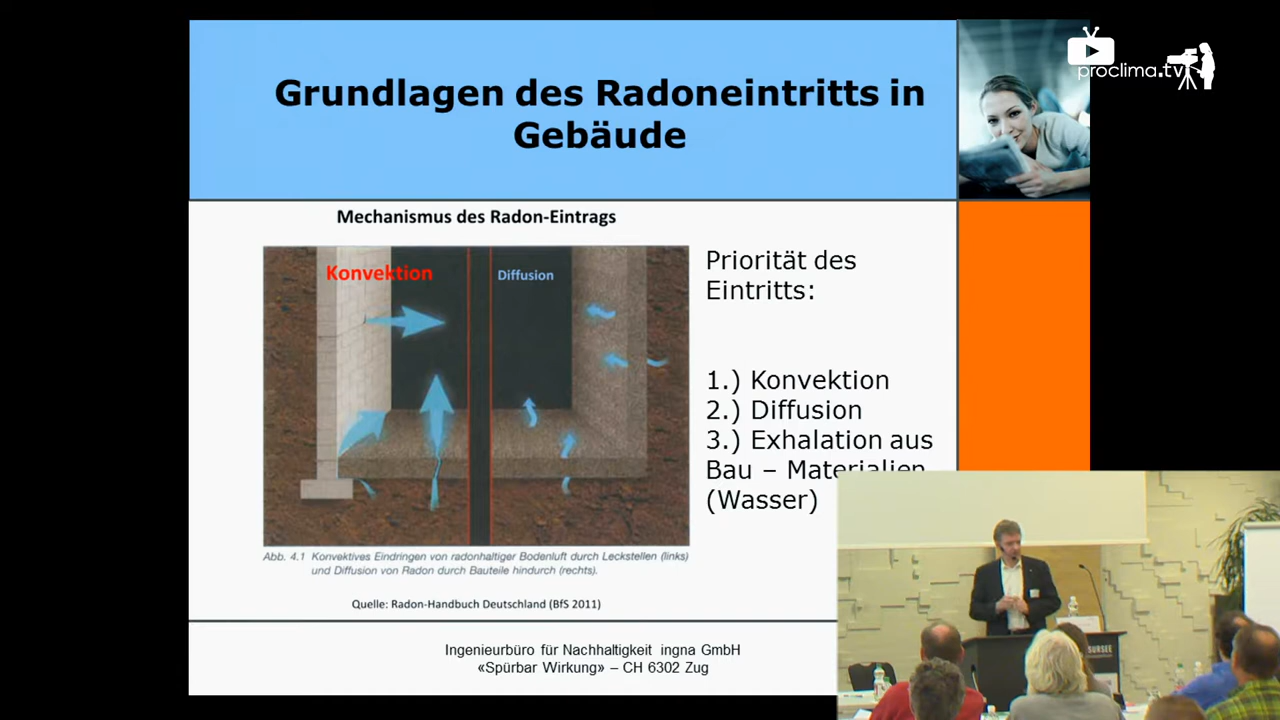 Grundlagen des Radoneintritts in
Gebäude
proclima.tv
Mechanismus des Radon-Eintrags
Konvektion
Diffusion
Abb. 4.1 Konvektives Eindringen von radonhaltiger Bodenluft durch Leckstellen (links)
und Diffusion von Radon durch Bauteile hindurch (rechts).
Quelle: Radon-Handbuch Deutschland (BfS 2011)
Priorität des
Eintritts:
1.) Konvektion
2.) Diffusion
3.) Exhalation aus
Bau – Materialien
(Wasser)
Ingenieurbüro für Nachhaltigkeit ingna GmbH
«Spürbar Wirkung» – CH 6302 Zug